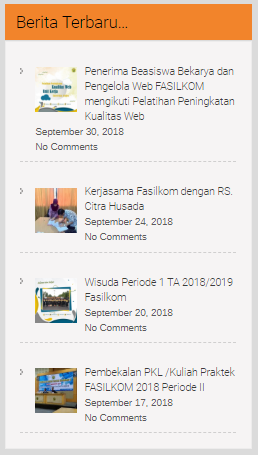 Berita Terbaru...
Penerima Beasiswa Bekarya dan
Pengelola Web FASILKOM
mengikuti Pelatihan Peningkatan
Kualitas Web
September 30, 2018
No Comments
Kerjasama Fasilkom dengan RS.
Citra Husada
September 24, 2018
No Comments
Wisuda Periode 1 TA 2018/2019
Fasilkom
September 20, 2018
No Comments
Pembekalan PKL /Kuliah Praktek
FASILKOM 2018 Periode II
September 17, 2018
No Comments